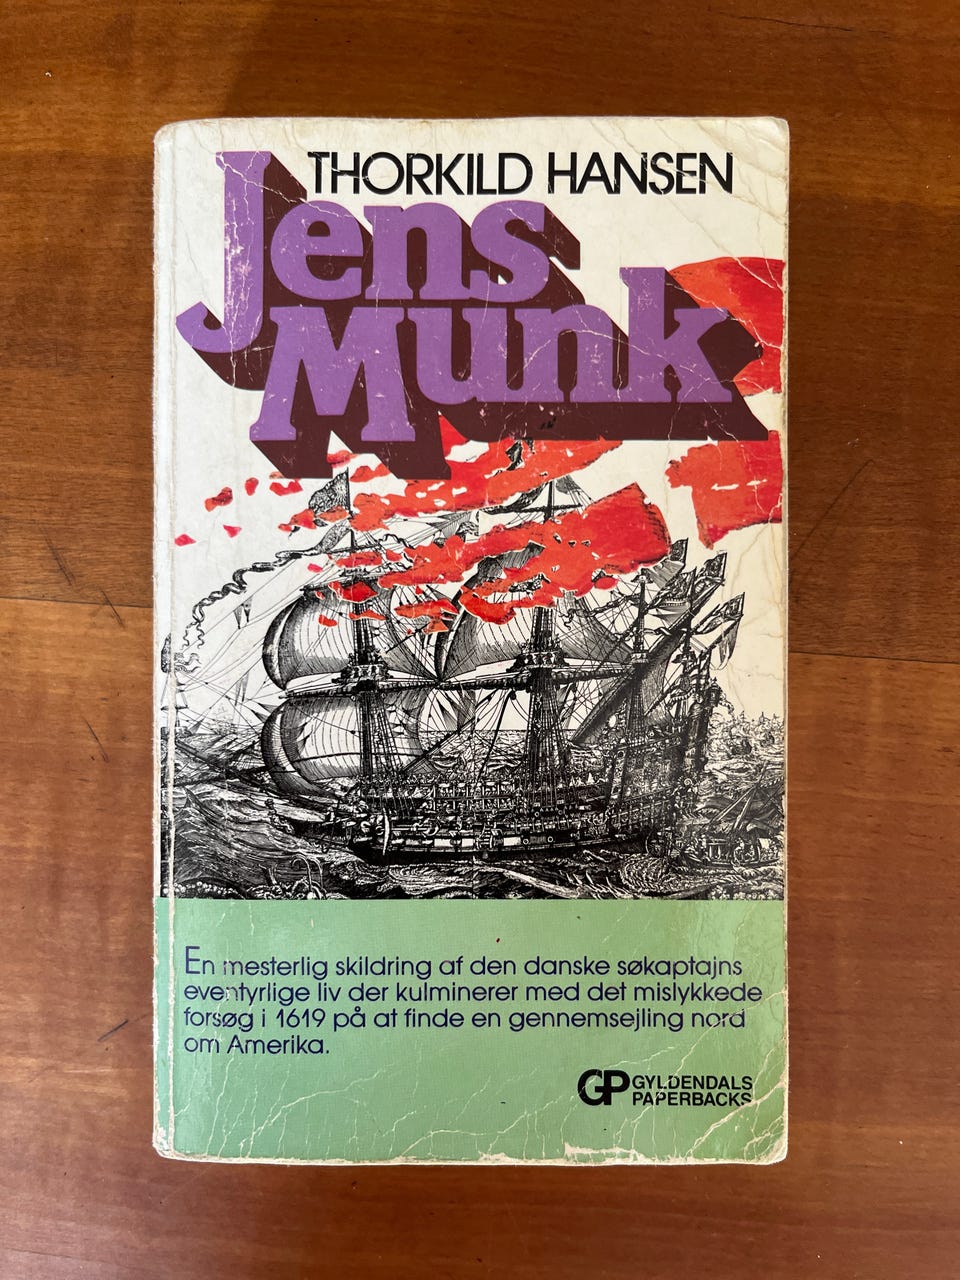 THORKILD HANSEN
Jens
Munk
En mesterlig skildring af den danske søkaptajns
eventyrlige liv der kulminerer med det mislykkede
forsøg i 1619 på at finde en gennemsejling nord
om Amerika.
GP GYLDENDALS
PAPERBACKS